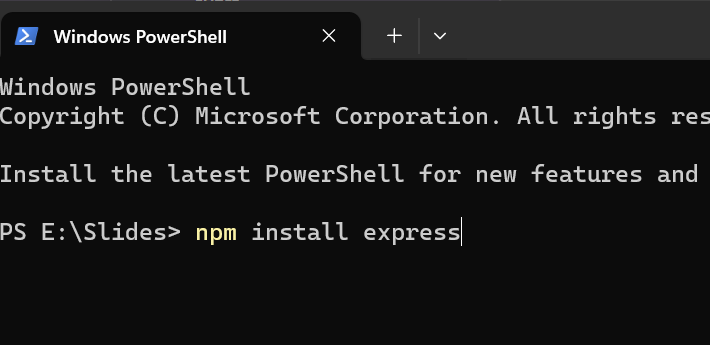 Windows PowerShell
Windows PowerShell
Copyright (C) Microsoft Corporation. All rights res
Install the latest PowerShell for new features and
PS E:\Slides> npm install express